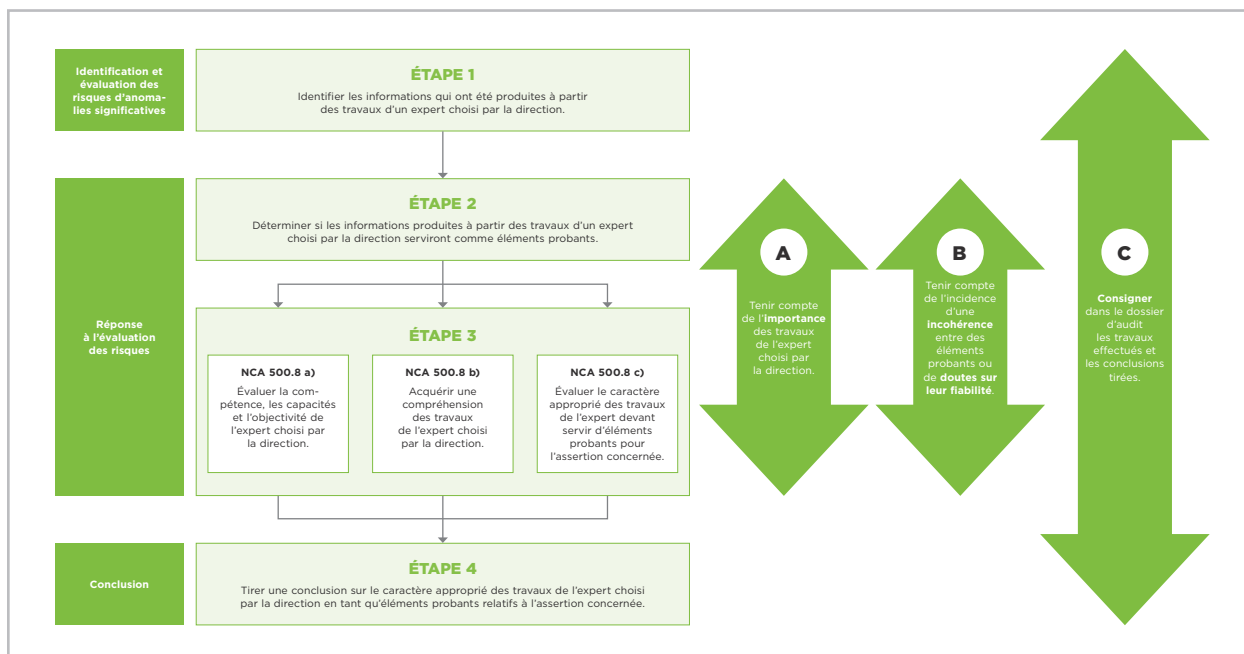 Identification et
évaluation des
risques d'anoma-
lies significatives
ÉTAPE 1
Identifier les informations qui ont été produites à partir
des travaux d'un expert choisi par la direction.
Réponse
à l'évaluation
des risques
ÉTAPE 2
Déterminer si les informations produites à partir des travaux d'un expert
choisi par la direction serviront comme éléments probants.
ÉTAPE 3
NCA 500.8 a)
Évaluer la com-
pétence, les capacités
et l'objectivité de
l'expert choisi par
la direction.
NCA 500.8 b)
Acquérir une
compréhension
des travaux
de l'expert choisi
par la direction.
NCA 500.8 c)
Évaluer le caractère
approprié des travaux
de l'expert devant
servir d'éléments
probants pour
l'assertion concernée.
Conclusion
ÉTAPE 4
Tirer une conclusion sur le caractère approprié des travaux de l'expert choisi
par la direction en tant qu'éléments probants relatifs à l'assertion concernée.
A
Tenir compte
de l'importance
des travaux
de l'expert
choisi par
la direction.
B
Tenir compte
de l'incidence
d'une
incohérence
entre des
éléments
probants ou
de doutes sur
leur fiabilité.
C
Consigner
dans le dossier
d'audit
les travaux
effectués et
les conclusions
tirées.